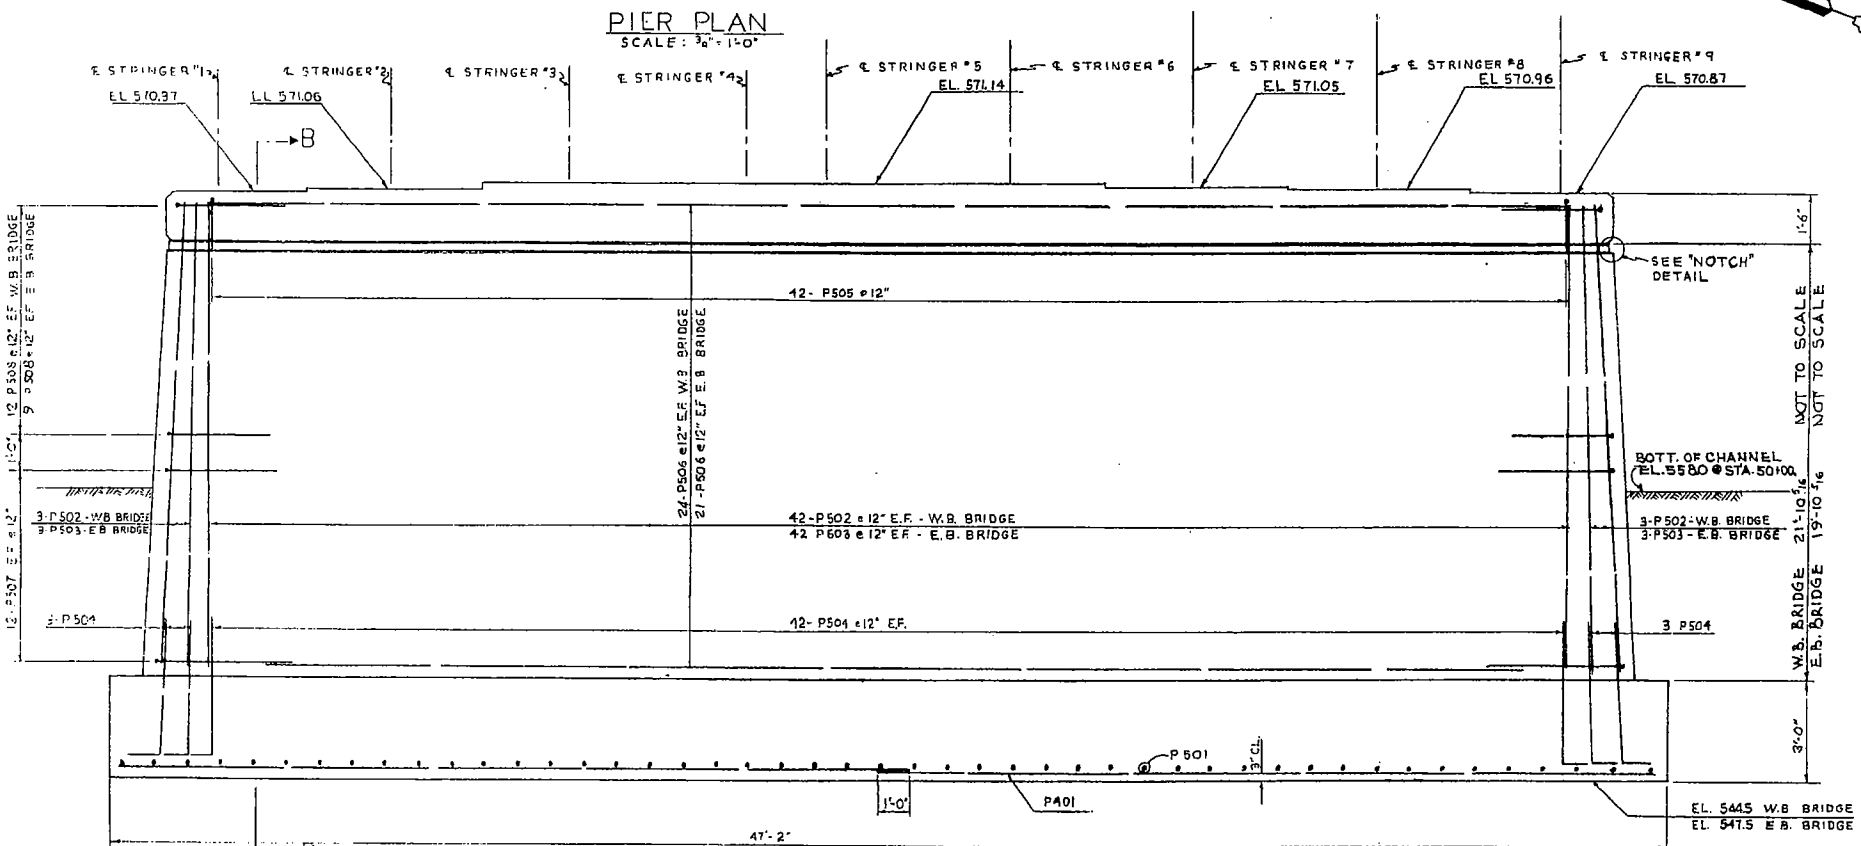 PIER PLAN
SCALE: 3/8" = 1'-0"
℄ STRINGER #1
℄ STRINGER #2
℄ STRINGER #3
℄ STRINGER #4
℄ STRINGER #5
℄ STRINGER #6
℄ STRINGER #7
℄ STRINGER #8
℄ STRINGER #9
EL 570.97
EL 571.06
EL. 571.14
EL 571.05
EL 570.96
EL 570.87
B
12 P508 @ 12" E.F. W.B. BRIDGE
9 P508 @ 12" E.F. E.B. BRIDGE
1'-0"
12-P507 E.F. @ 12"
1'-6"
SEE "NOTCH"
DETAIL
42- P505 @ 12"
24-P506 @ 12" E.F. W.B. BRIDGE
21-P506 @ 12" E.F. E.B. BRIDGE
NOT TO SCALE
NOT TO SCALE
BOTT. OF CHANNEL
EL. 558.0 @ STA. 50+00
3-P502-WB BRIDGE
3-P503-EB BRIDGE
42-P502 @ 12" E.F. - W.B. BRIDGE
42 P503 @ 12" E.F. - E.B. BRIDGE
3-P502-W.B. BRIDGE
3-P503-E.B. BRIDGE
W.B. BRIDGE 21'-10 5/16
E.B. BRIDGE 19'-10 5/16
3-P504
42-P504 @ 12" E.F.
3 P504
3'-0"
P501
3" CL.
1'-0"
P401
EL. 544.5 W.B BRIDGE
EL. 547.5 E.B. BRIDGE
47'-2"